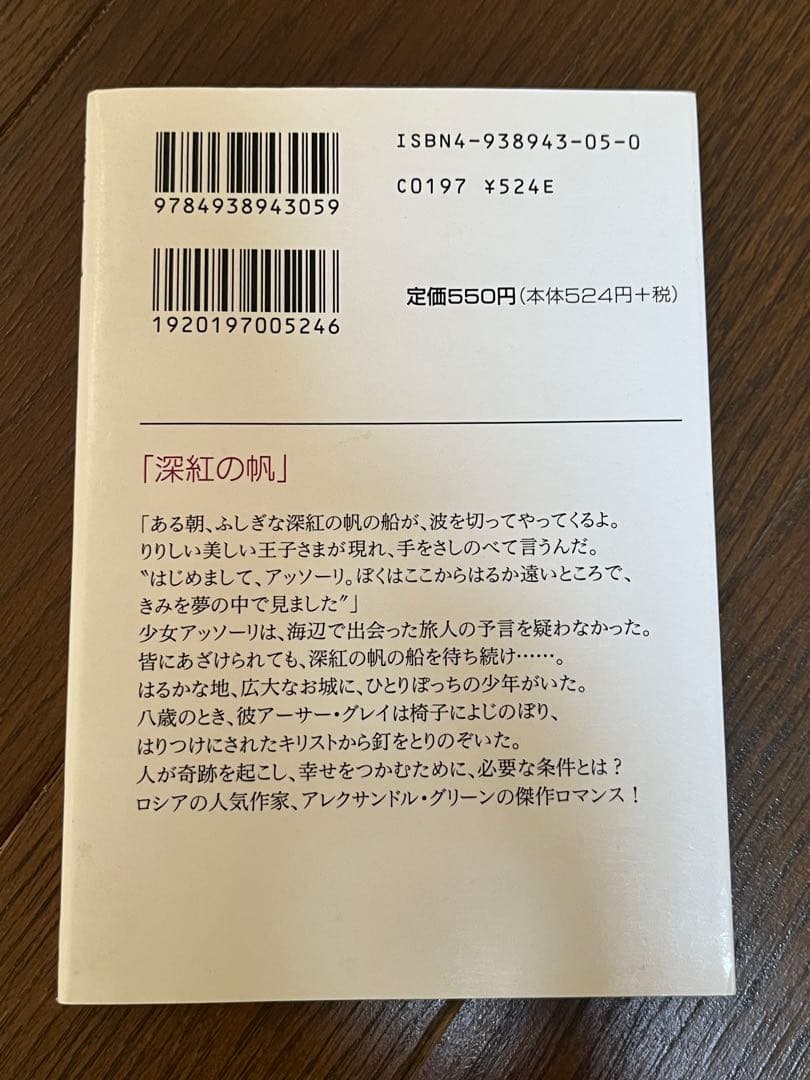 ISBN4-938943-05-0
9784938943059
C0197 ¥524E
1920197005246
定価550円(本体524円+税)
「深紅の帆」
「ある朝、ふしぎな深紅の帆の船が、波を切ってやってくるよ。
りりしい美しい王子さまが現れ、手をさしのべて言うんだ。
〝はじめまして、アッソーリ。ぼくはここからはるか遠いところで、
きみを夢の中で見ました〟」
少女アッソーリは、海辺で出会った旅人の予言を疑わなかった。
皆にあざけられても、深紅の帆の船を待ち続け……。
はるかな地、広大なお城に、ひとりぼっちの少年がいた。
八歳のとき、彼アーサー・グレイは椅子によじのぼり、
はりつけにされたキリストから釘をとりのぞいた。
人が奇跡を起こし、幸せをつかむために、必要な条件とは?
ロシアの人気作家、アレクサンドル・グリーンの傑作ロマンス!